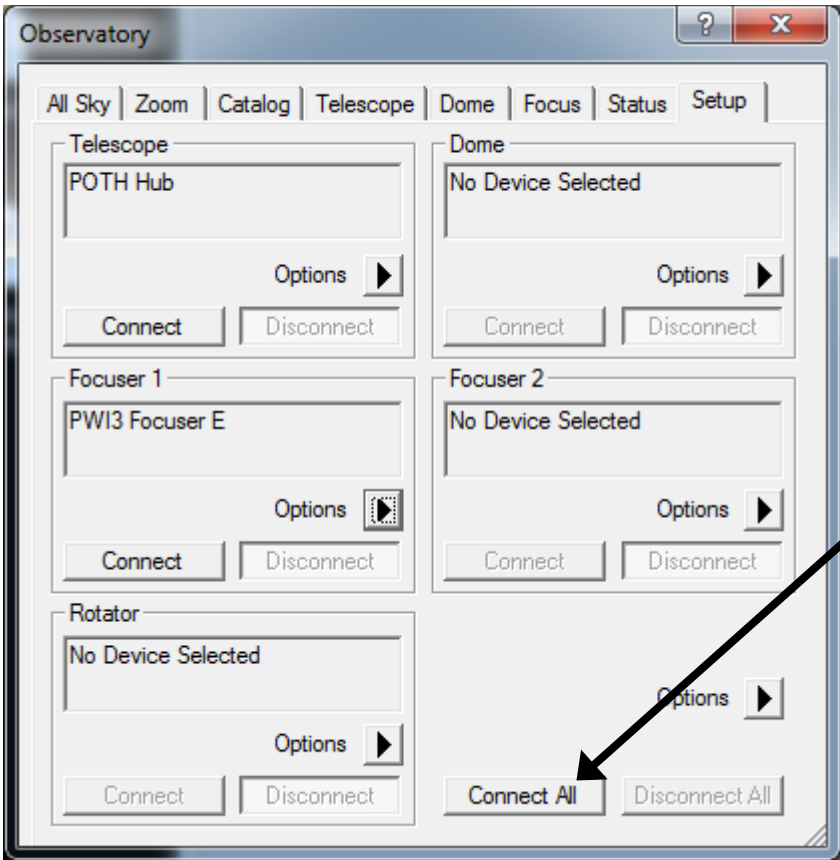 Observatory
?
All Sky Zoom Catalog Telescope Dome Focus Status Setup
Telescope
POTH Hub
Options
Connect Disconnect
Dome
No Device Selected
Options
Connect Disconnect
Focuser 1
PWI3 Focuser E
Options
Connect Disconnect
Focuser 2
No Device Selected
Options
Connect Disconnect
Rotator
No Device Selected
Options
Connect Disconnect
Options
Connect All Disconnect All